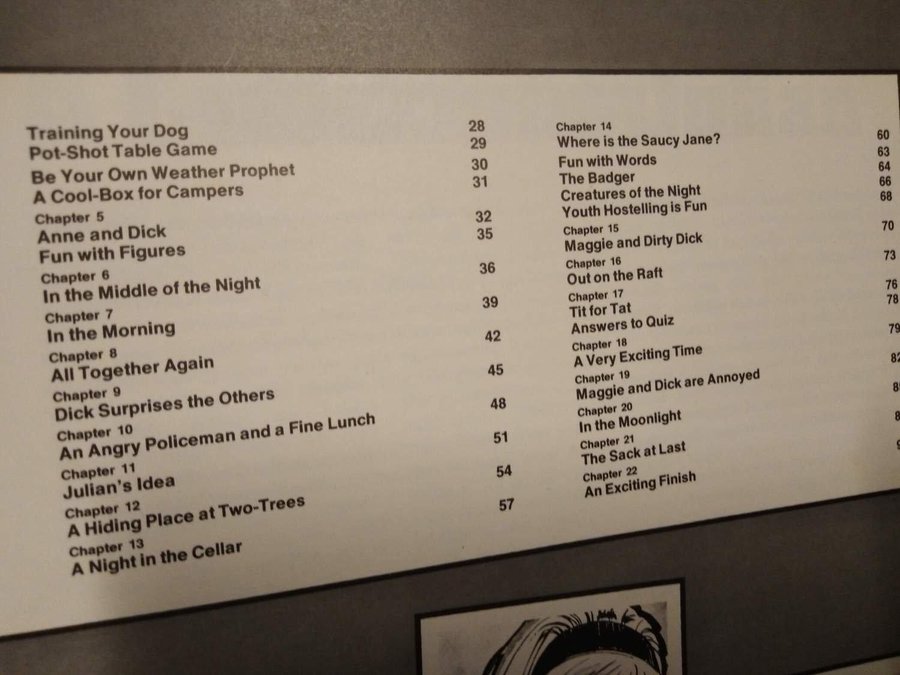 Training Your Dog 28
Pot-Shot Table Game 29
Be Your Own Weather Prophet 30
A Cool-Box for Campers 31
Chapter 5
Anne and Dick 32
Fun with Figures 35
Chapter 6
In the Middle of the Night 36
Chapter 7
In the Morning 39
Chapter 8
All Together Again 42
Chapter 9
Dick Surprises the Others 45
Chapter 10
An Angry Policeman and a Fine Lunch 48
Chapter 11
Julian's Idea 51
Chapter 12
A Hiding Place at Two-Trees 54
Chapter 13
A Night in the Cellar 57
Chapter 14
Where is the Saucy Jane? 60
Fun with Words 63
The Badger 64
Creatures of the Night 66
Youth Hostelling is Fun 68
Chapter 15
Maggie and Dirty Dick 70
Chapter 16
Out on the Raft 73
Chapter 17
Tit for Tat 76
Answers to Quiz 78
Chapter 18
A Very Exciting Time 79
Chapter 19
Maggie and Dick are Annoyed 82
Chapter 20
In the Moonlight
Chapter 21
The Sack at Last
Chapter 22
An Exciting Finish